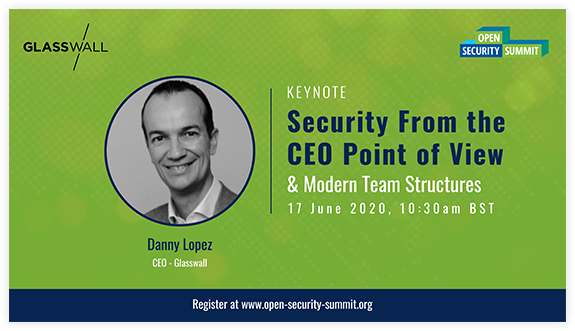 GLASSWALL
OPEN
SECURITY SUMMIT
KEYNOTE
Security From the
CEO Point of View
& Modern Team Structures
17 June 2020, 10:30am BST
Danny Lopez
CEO - Glasswall
Register at www.open-security-summit.org